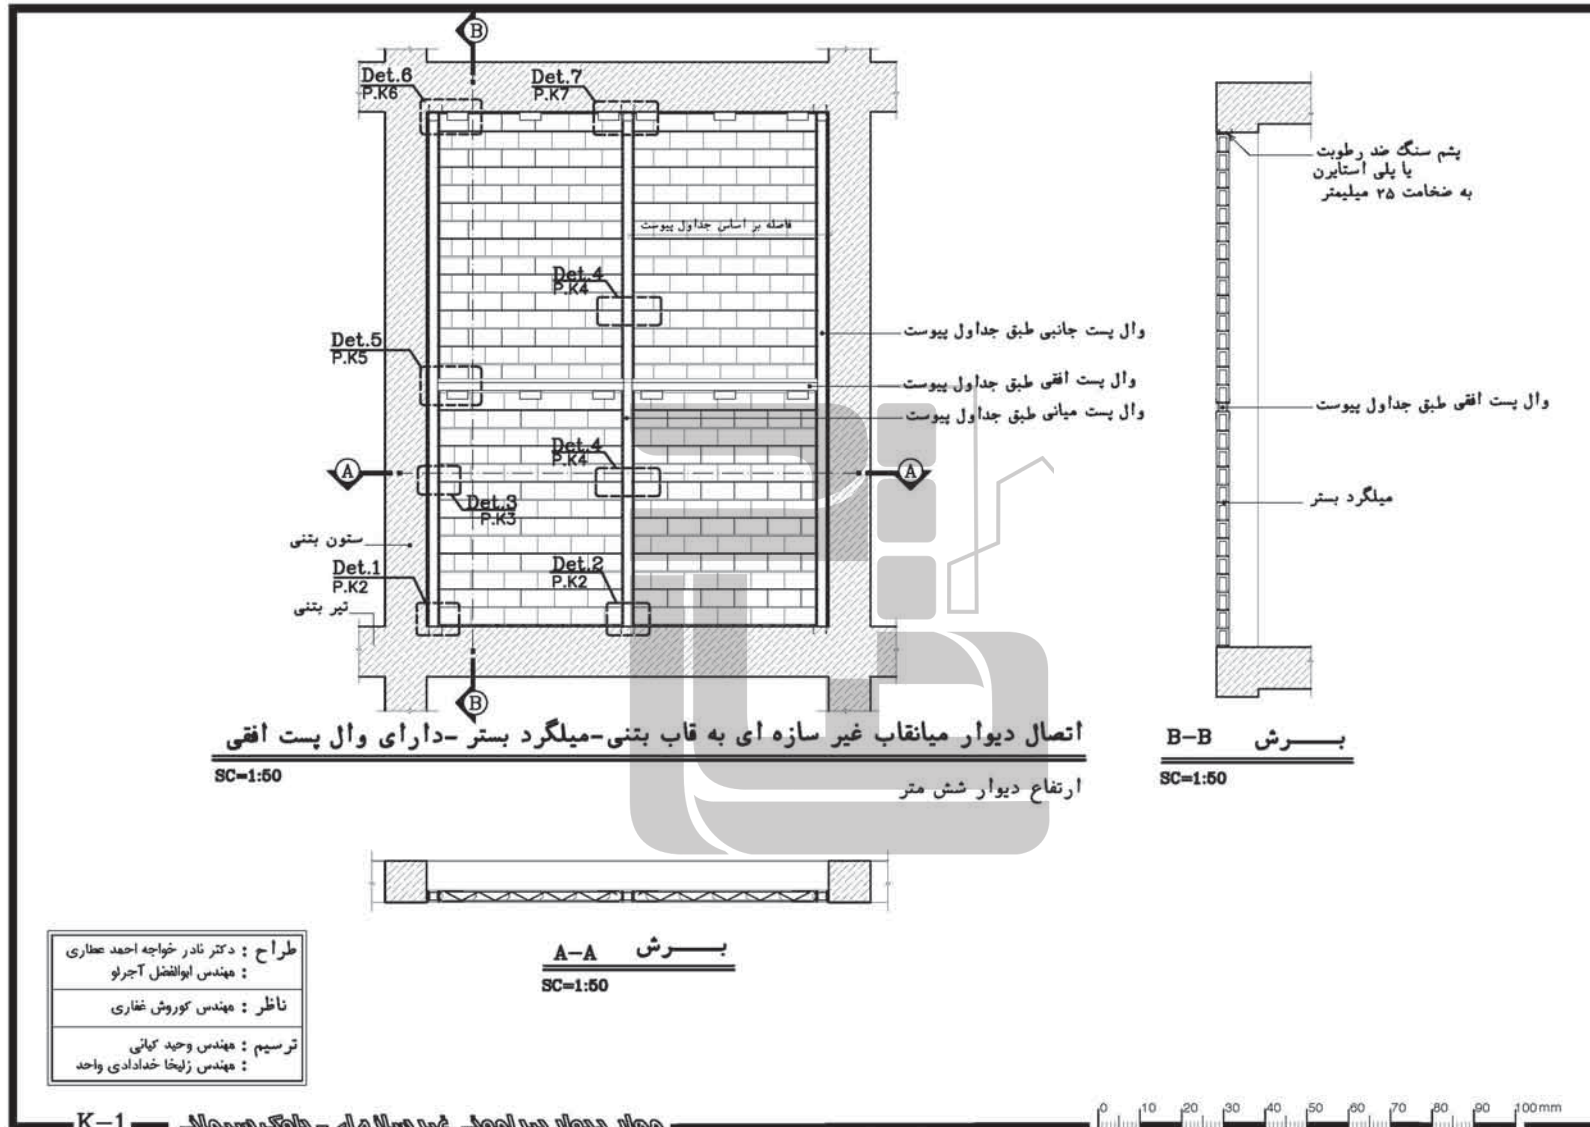 B
Det.6
P.K6
Det.7
P.K7
پشم سنگ ضد رطوبت
یا پلی استایرن
به ضخامت ۲۵ میلیمتر
فاصله بر اساس جداول پیوست
Det.4
P.K4
Det.5
P.K5
وال پست جانبی طبق جداول پیوست
وال پست افقی طبق جداول پیوست
وال پست میانی طبق جداول پیوست
وال پست افقی طبق جداول پیوست
Det.4
P.K4
A
A
Det.3
P.K3
میلگرد بستر
ستون بتنی
Det.1
P.K2
Det.2
P.K2
تیر بتنی
B
اتصال دیوار میانقاب غیر سازه ای به قاب بتنی-میلگرد بستر -دارای وال پست افقی
SC=1:50
ارتفاع دیوار شش متر
برش B-B
SC=1:50
برش A-A
SC=1:50
طراح : دکتر نادر خواجه احمد عطاری
: مهندس ابوالفضل آجرلو
ناظر : مهندس کوروش غفاری
ترسیم : مهندس وحید کیانی
: مهندس زلیخا خدادادی واحد
K-1
0 10 20 30 40 50 60 70 80 90 100mm